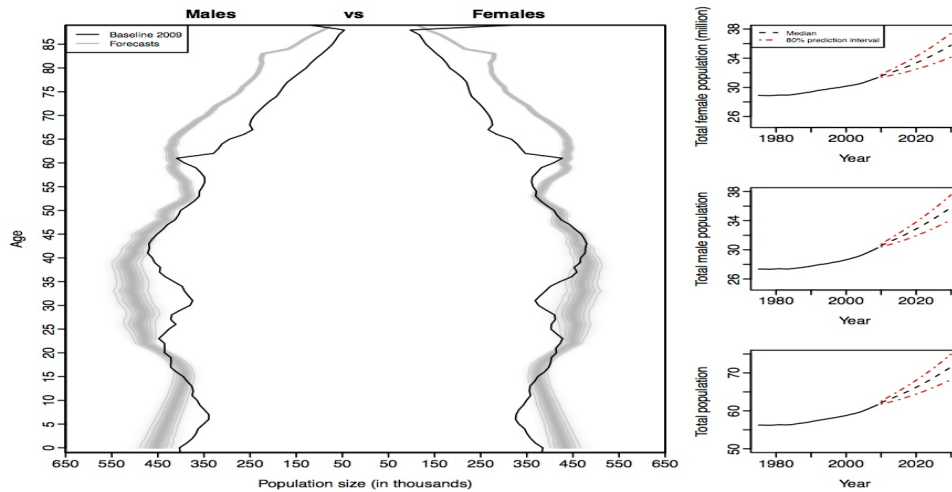 Males vs Females
Baseline 2009
Forecasts
Age
0 5 10 15 20 25 30 35 40 45 50 55 60 65 70 75 80 85
650 550 450 350 250 150 50 50 150 250 350 450 550 650
Population size (in thousands)
Total female population (million)
26 30 34 38
Median
80% prediction interval
1980 2000 2020
Year
Total male population
26 30 34 38
1980 2000 2020
Year
Total population
50 60 70
1980 2000 2020
Year